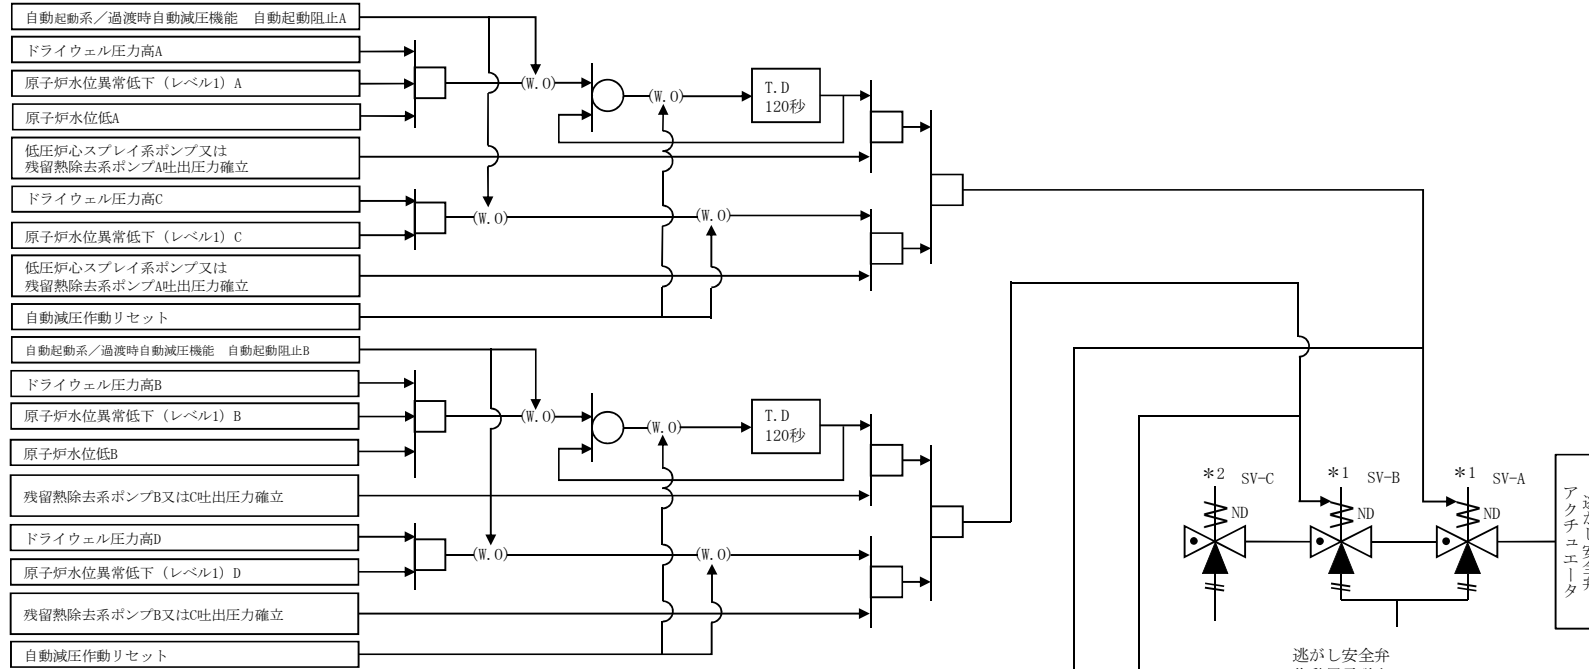 自動起動系／過渡時自動減圧機能　自動起動阻止A
ドライウェル圧力高A
原子炉水位異常低下（レベル1）A
原子炉水位低A
低圧炉心スプレイ系ポンプ又は
残留熱除去系ポンプA吐出圧力確立
ドライウェル圧力高C
原子炉水位異常低下（レベル1）C
低圧炉心スプレイ系ポンプ又は
残留熱除去系ポンプA吐出圧力確立
自動減圧作動リセット
(W.O)
(W.O)
T.D
120秒
(W.O)
(W.O)
自動起動系／過渡時自動減圧機能　自動起動阻止B
ドライウェル圧力高B
原子炉水位異常低下（レベル1）B
原子炉水位低B
残留熱除去系ポンプB又はC吐出圧力確立
ドライウェル圧力高D
原子炉水位異常低下（レベル1）D
残留熱除去系ポンプB又はC吐出圧力確立
自動減圧作動リセット
(W.O)
(W.O)
T.D
120秒
(W.O)
(W.O)
＊2
SV-C
ND
＊1
SV-B
ND
＊1
SV-A
ND
逃がし安全弁
アクチュエータ
逃がし安全弁